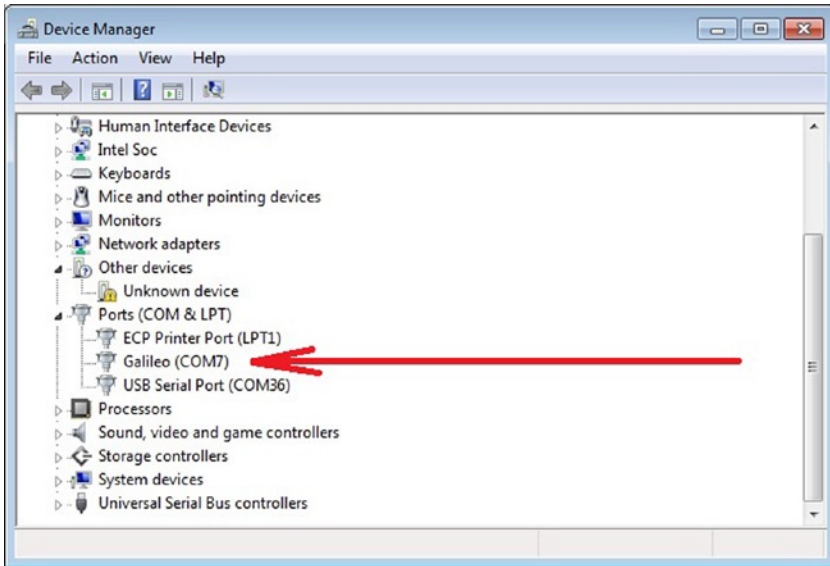 Device Manager
File Action View Help
Human Interface Devices
Intel Soc
Keyboards
Mice and other pointing devices
Monitors
Network adapters
Other devices
Unknown device
Ports (COM & LPT)
ECP Printer Port (LPT1)
Galileo (COM7)
USB Serial Port (COM36)
Processors
Sound, video and game controllers
Storage controllers
System devices
Universal Serial Bus controllers